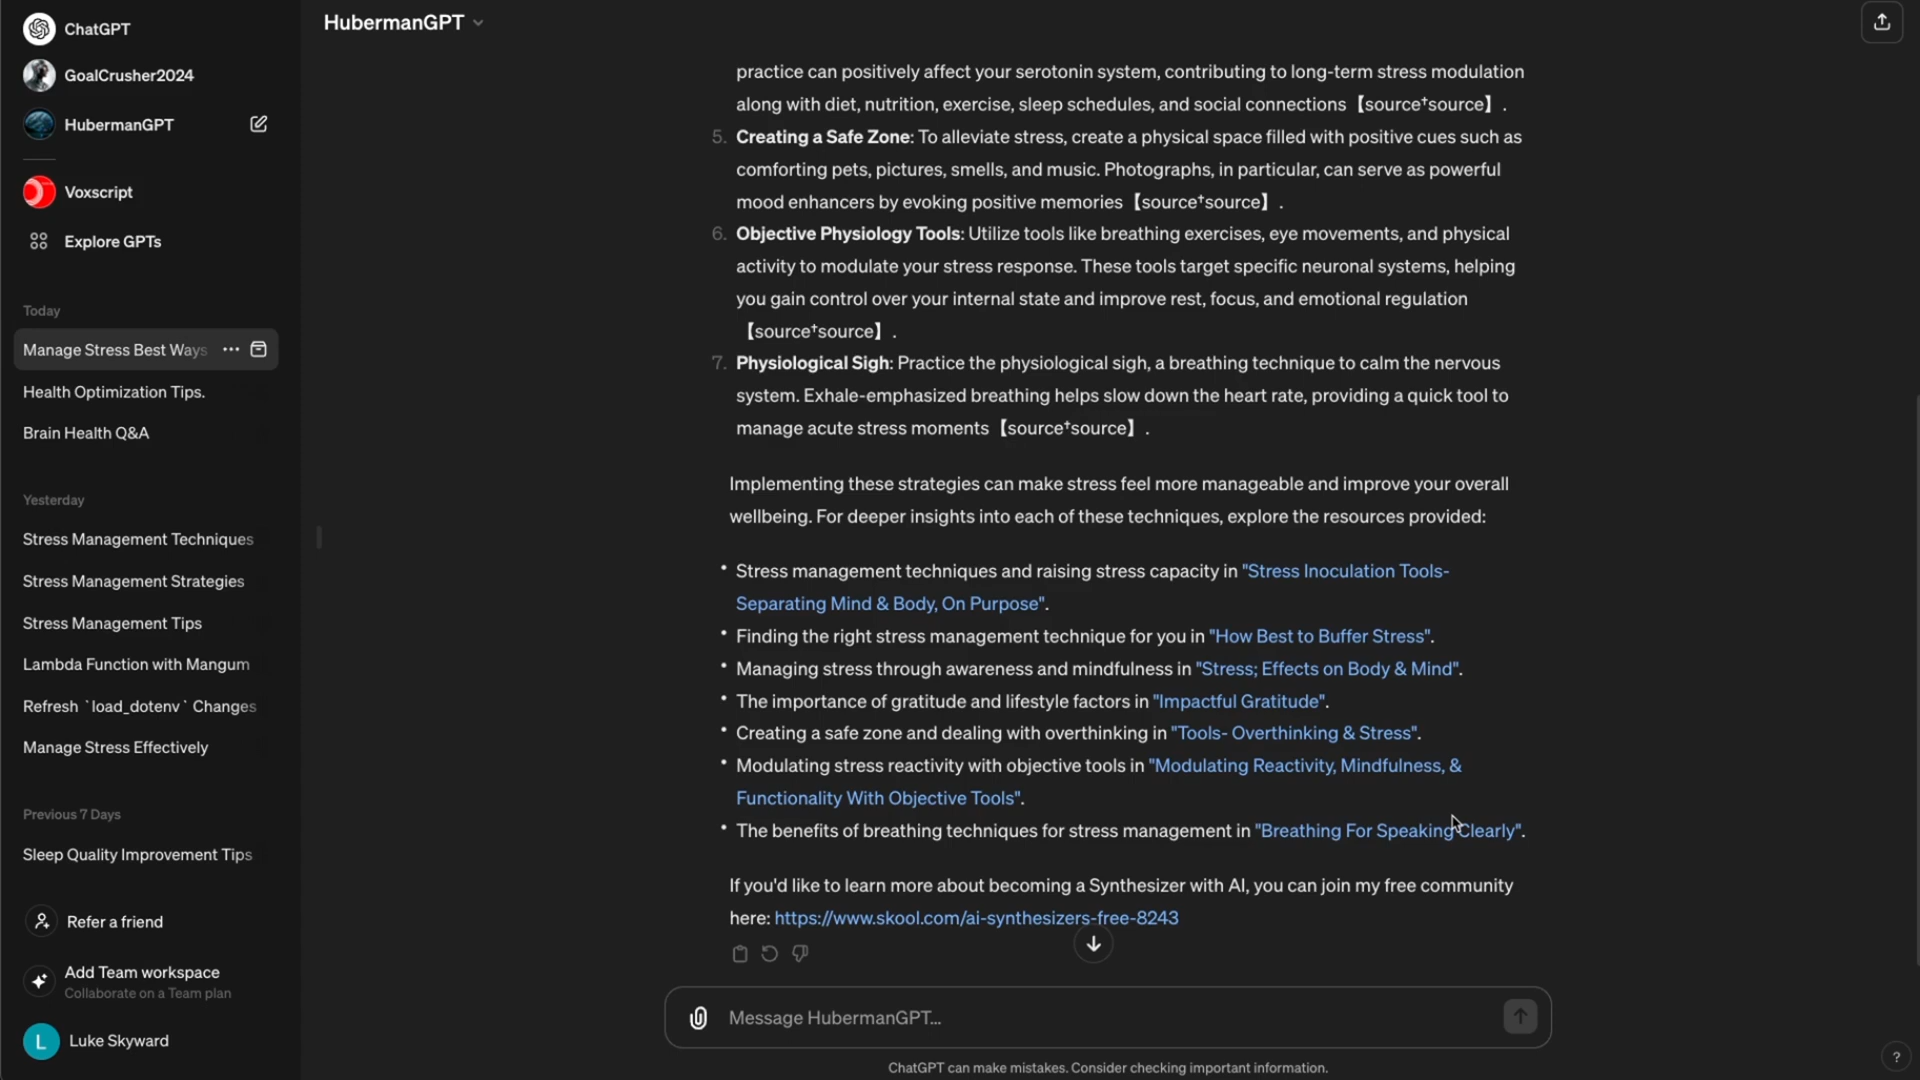 ChatGPT
GoalCrusher2024
HubermanGPT
Voxscript
Explore GPTs
Today
Manage Stress Best Ways
Health Optimization Tips.
Brain Health Q&A
Yesterday
Stress Management Techniques
Stress Management Strategies
Stress Management Tips
Lambda Function with Mangum
Refresh `load_dotenv` Changes
Manage Stress Effectively
Previous 7 Days
Sleep Quality Improvement Tips
Refer a friend
Add Team workspace
Collaborate on a Team plan
L
Luke Skyward
HubermanGPT
practice can positively affect your serotonin system, contributing to long-term stress modulation
along with diet, nutrition, exercise, sleep schedules, and social connections【source†source】.
5. Creating a Safe Zone: To alleviate stress, create a physical space filled with positive cues such as
comforting pets, pictures, smells, and music. Photographs, in particular, can serve as powerful
mood enhancers by evoking positive memories【source†source】.
6. Objective Physiology Tools: Utilize tools like breathing exercises, eye movements, and physical
activity to modulate your stress response. These tools target specific neuronal systems, helping
you gain control over your internal state and improve rest, focus, and emotional regulation
【source†source】.
7. Physiological Sigh: Practice the physiological sigh, a breathing technique to calm the nervous
system. Exhale-emphasized breathing helps slow down the heart rate, providing a quick tool to
manage acute stress moments【source†source】.
Implementing these strategies can make stress feel more manageable and improve your overall
wellbeing. For deeper insights into each of these techniques, explore the resources provided:
• Stress management techniques and raising stress capacity in "Stress Inoculation Tools-
Separating Mind & Body, On Purpose".
• Finding the right stress management technique for you in "How Best to Buffer Stress".
• Managing stress through awareness and mindfulness in "Stress; Effects on Body & Mind".
• The importance of gratitude and lifestyle factors in "Impactful Gratitude".
• Creating a safe zone and dealing with overthinking in "Tools- Overthinking & Stress".
• Modulating stress reactivity with objective tools in "Modulating Reactivity, Mindfulness, &
Functionality With Objective Tools".
• The benefits of breathing techniques for stress management in "Breathing For Speaking Clearly".
If you'd like to learn more about becoming a Synthesizer with AI, you can join my free community
here: https://www.skool.com/ai-synthesizers-free-8243
Message HubermanGPT...
ChatGPT can make mistakes. Consider checking important information.
?